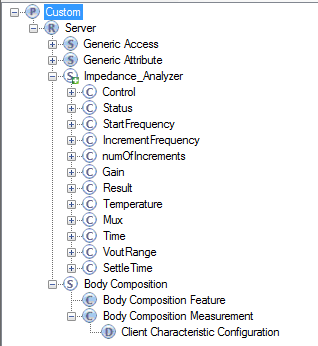 P Custom
R Server
S Generic Access
S Generic Attribute
S Impedance_Analyzer
C Control
C Status
C StartFrequency
C IncrementFrequency
C numOfIncrements
C Gain
C Result
C Temperature
C Mux
C Time
C VoutRange
C SettleTime
S Body Composition
C Body Composition Feature
C Body Composition Measurement
D Client Characteristic Configuration